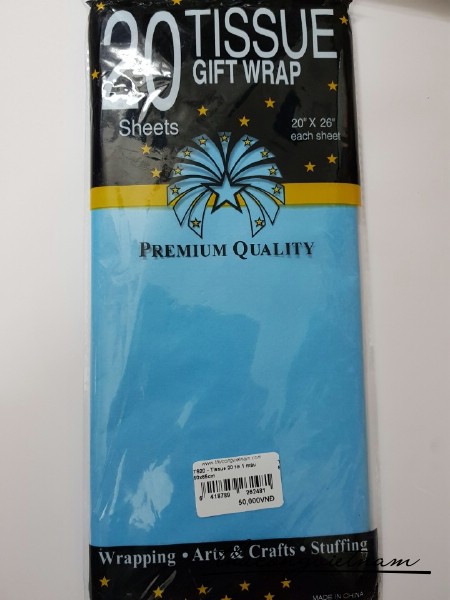 20 TISSUE
GIFT WRAP
Sheets
20" X 26"
each sheet
PREMIUM QUALITY
50,000VNĐ
Wrapping • Arts & Crafts • Stuffing
MADE IN CHINA